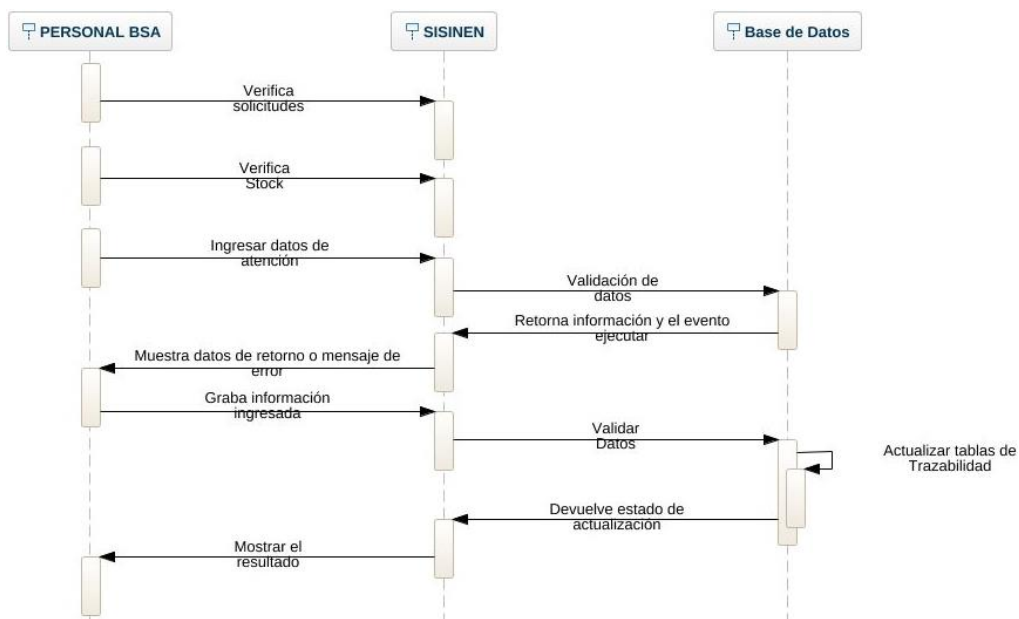 PERSONAL BSA
SISINEN
Base de Datos
Verifica
solicitudes
Verifica
Stock
Ingresar datos de
atención
Validación de
datos
Retorna información y el evento
ejecutar
Muestra datos de retorno o mensaje de
error
Graba información
ingresada
Validar
Datos
Actualizar tablas de
Trazabilidad
Devuelve estado de
actualización
Mostrar el
resultado